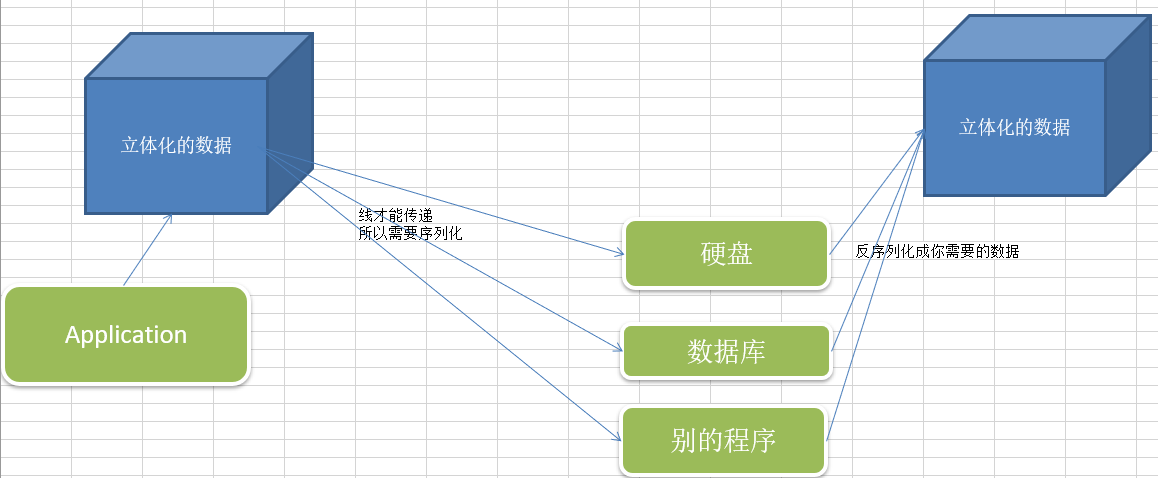 立体化的数据
立体化的数据
线才能传递
所以需要序列化
硬盘
反序列化成你需要的数据
Application
数据库
别的程序